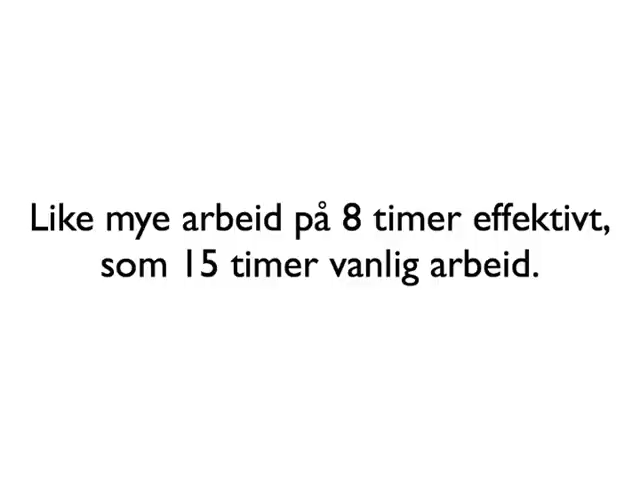 Like mye arbeid på 8 timer effektivt,
som 15 timer vanlig arbeid.